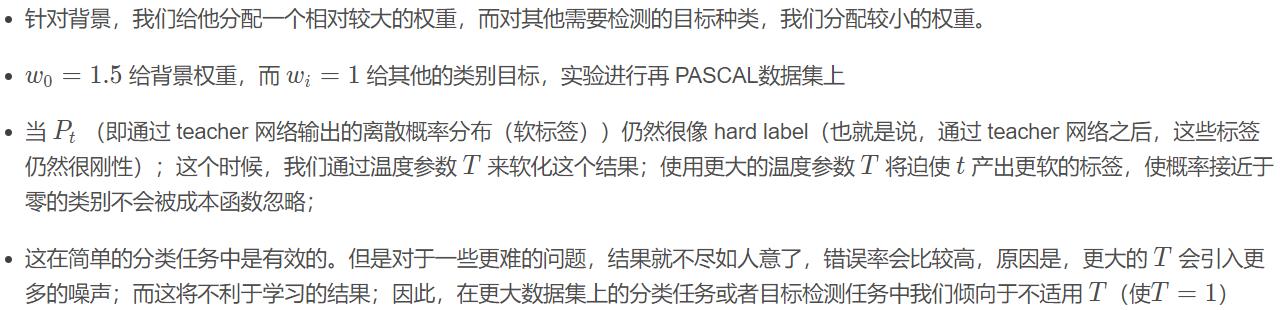 • 针对背景，我们给他分配一个相对较大的权重，而对其他需要检测的目标种类，我们分配较小的权重。
• w₀ = 1.5 给背景权重，而 wᵢ = 1 给其他的类别目标，实验进行再 PASCAL数据集上
• 当 Pₜ （即通过 teacher 网络输出的离散概率分布（软标签））仍然很像 hard label（也就是说，通过 teacher 网络之后，这些标签
仍然很刚性）；这个时候，我们通过温度参数 T 来软化这个结果；使用更大的温度参数 T 将迫使 t 产出更软的标签，使概率接近于
零的类别不会被成本函数忽略；
• 这在简单的分类任务中是有效的。但是对于一些更难的问题，结果就不尽如人意了，错误率会比较高，原因是，更大的 T 会引入更
多的噪声；而这将不利于学习的结果；因此，在更大数据集上的分类任务或者目标检测任务中我们倾向于不适用 T（使T = 1）